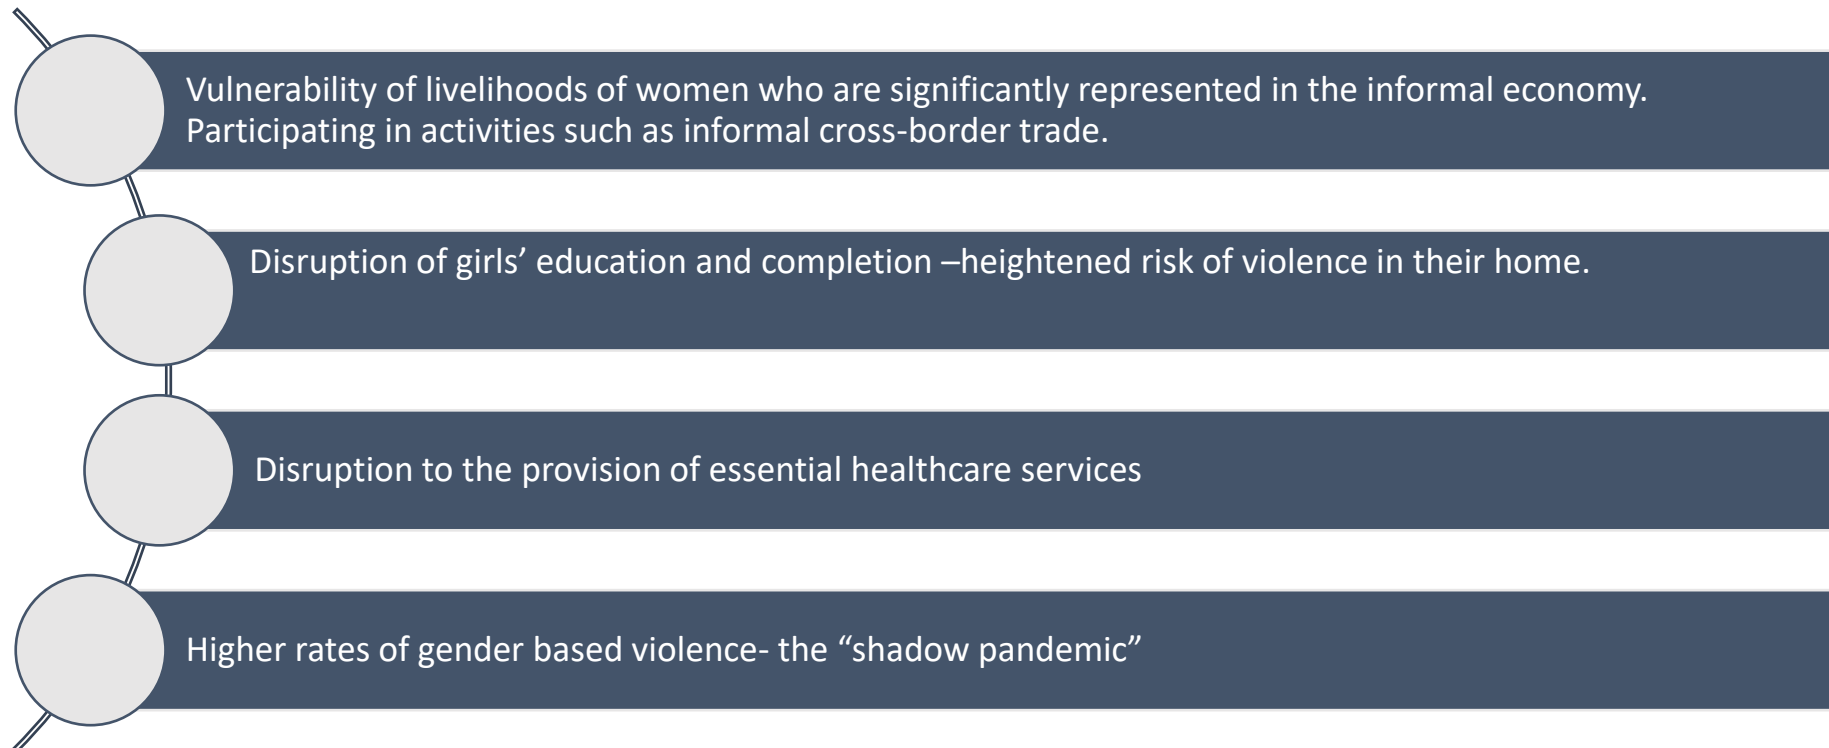 Vulnerability of livelihoods of women who are significantly represented in the informal economy.
Participating in activities such as informal cross-border trade.
Disruption of girls’ education and completion –heightened risk of violence in their home.
Disruption to the provision of essential healthcare services
Higher rates of gender based violence- the “shadow pandemic”